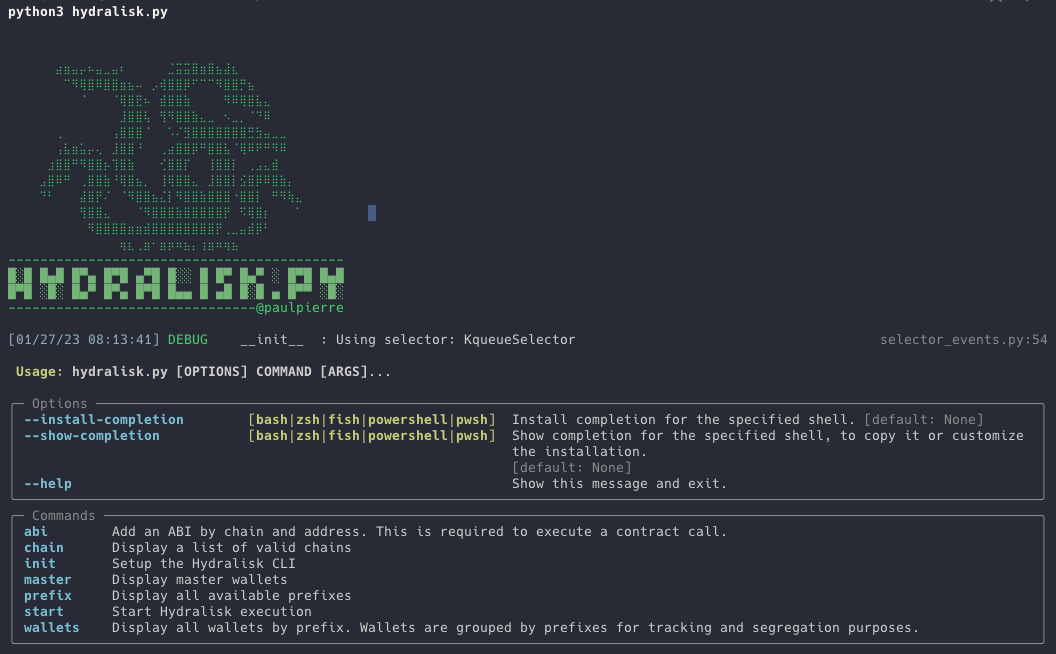 python3 hydralisk.py
HYDRALISK.PY
@paulpierre
[01/27/23 08:13:41] DEBUG __init__ : Using selector: KqueueSelector selector_events.py:54
Usage: hydralisk.py [OPTIONS] COMMAND [ARGS]...
Options
--install-completion [bash|zsh|fish|powershell|pwsh] Install completion for the specified shell. [default: None]
--show-completion [bash|zsh|fish|powershell|pwsh] Show completion for the specified shell, to copy it or customize
the installation.
[default: None]
--help Show this message and exit.
Commands
abi Add an ABI by chain and address. This is required to execute a contract call.
chain Display a list of valid chains
init Setup the Hydralisk CLI
master Display master wallets
prefix Display all available prefixes
start Start Hydralisk execution
wallets Display all wallets by prefix. Wallets are grouped by prefixes for tracking and segregation purposes.